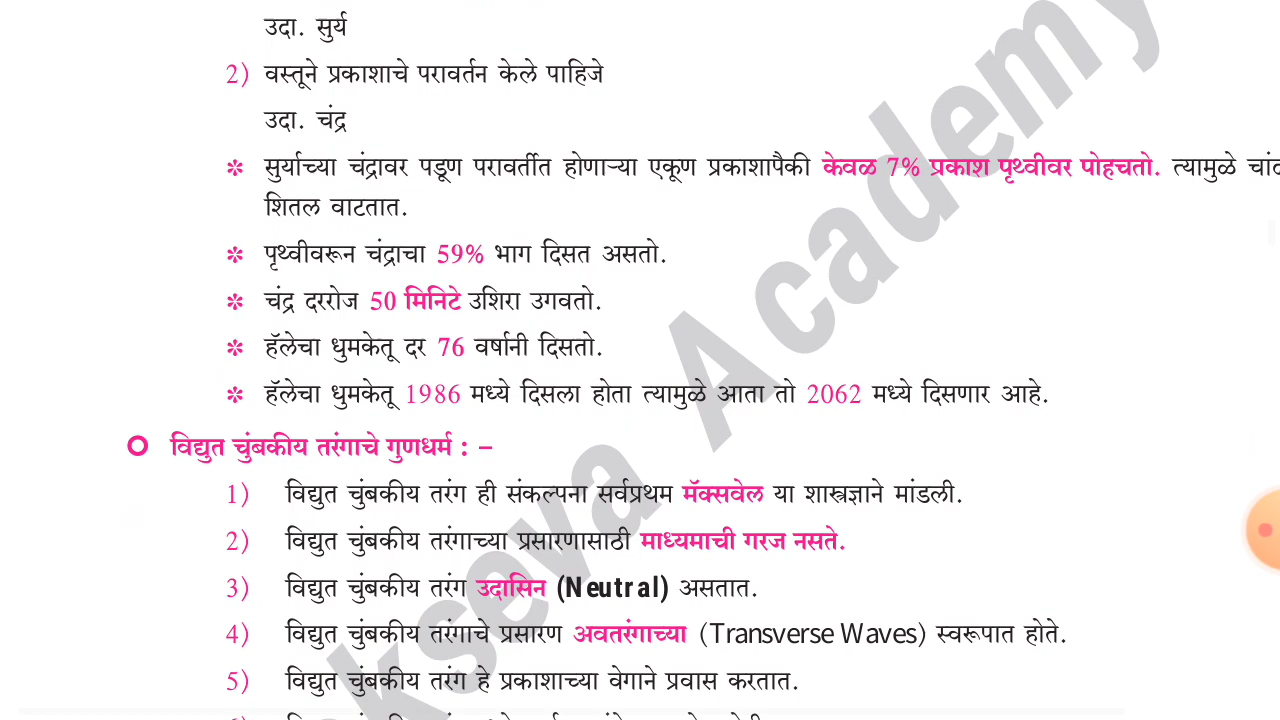 उदा. सुर्य
2) वस्तूने प्रकाशाचे परावर्तन केले पाहिजे
उदा. चंद्र
✻ सुर्याच्या चंद्रावर पडूण परावर्तीत होणाऱ्या एकूण प्रकाशापैकी केवळ 7% प्रकाश पृथ्वीवर पोहचतो. त्यामुळे
शितल वाटतात.
✻ पृथ्वीवरून चंद्राचा 59% भाग दिसत असतो.
✻ चंद्र दररोज 50 मिनिटे उशिरा उगवतो.
✻ हॅलेचा धुमकेतू दर 76 वर्षानी दिसतो.
✻ हॅलेचा धुमकेतू 1986 मध्ये दिसला होता त्यामुळे आता तो 2062 मध्ये दिसणार आहे.
विद्युत चुंबकीय तरंगाचे गुणधर्म : –
1) विद्युत चुंबकीय तरंग ही संकल्पना सर्वप्रथम मॅक्सवेल या शास्त्रज्ञाने मांडली.
2) विद्युत चुंबकीय तरंगाच्या प्रसारणासाठी माध्यमाची गरज नसते.
3) विद्युत चुंबकीय तरंग उदासिन (Neutral) असतात.
4) विद्युत चुंबकीय तरंगाचे प्रसारण अवतरंगाच्या (Transverse Waves) स्वरूपात होते.
5) विद्युत चुंबकीय तरंग हे प्रकाशाच्या वेगाने प्रवास करतात.
kseva Academy